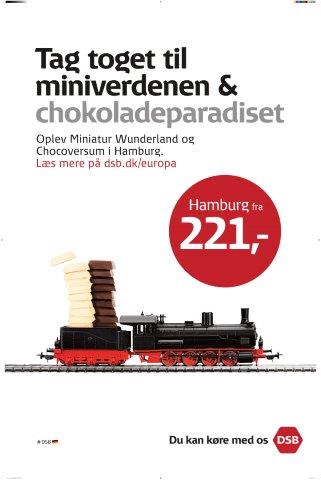 Tag toget til
miniverdenen &
chokoladeparadiset
Oplev Miniatur Wunderland og
Chocoversum i Hamburg.
Læs mere på dsb.dk/europa
Hamburg fra
221,-
#DSB
Du kan køre med os DSB